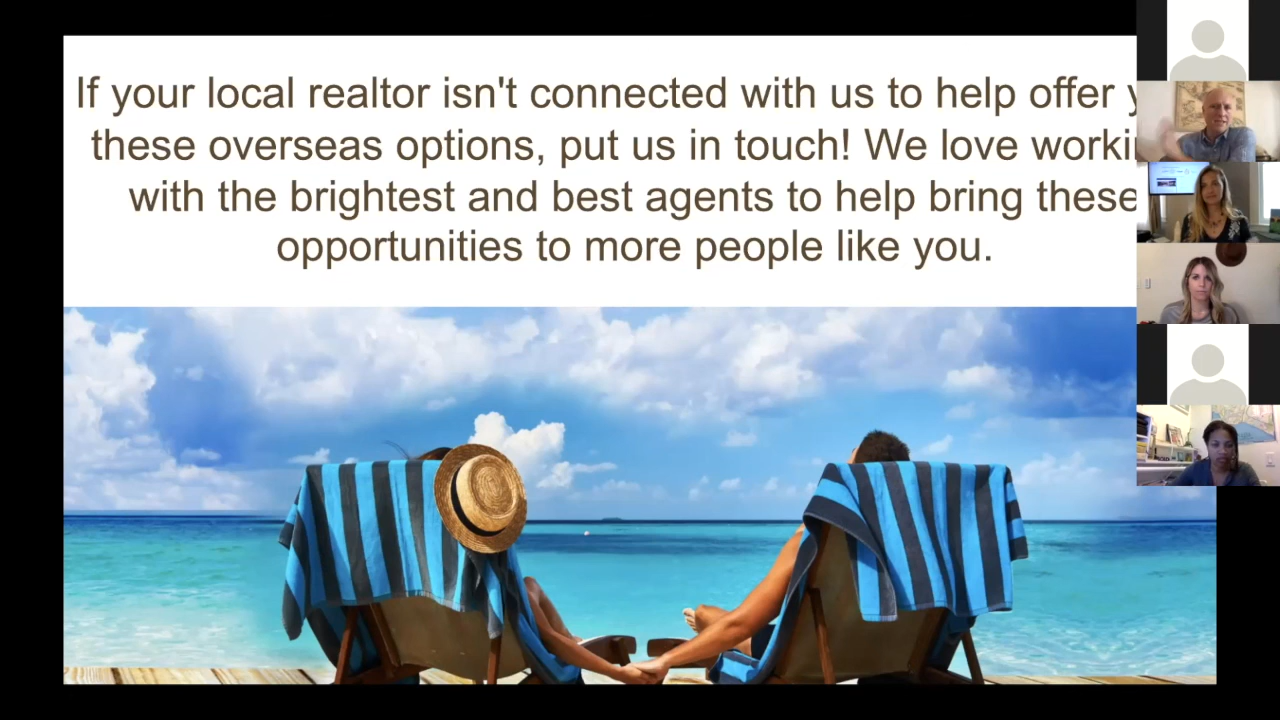 If your local realtor isn't connected with us to help offer
these overseas options, put us in touch! We love
with the brightest and best agents to help bring these
opportunities to more people like you.